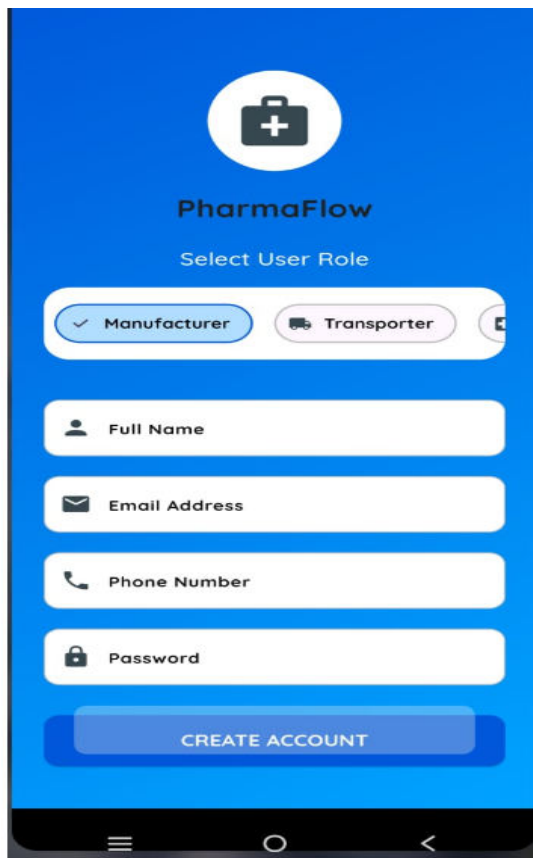 PharmaFlow
Select User Role
Manufacturer Transporter
Full Name
Email Address
Phone Number
Password
CREATE ACCOUNT